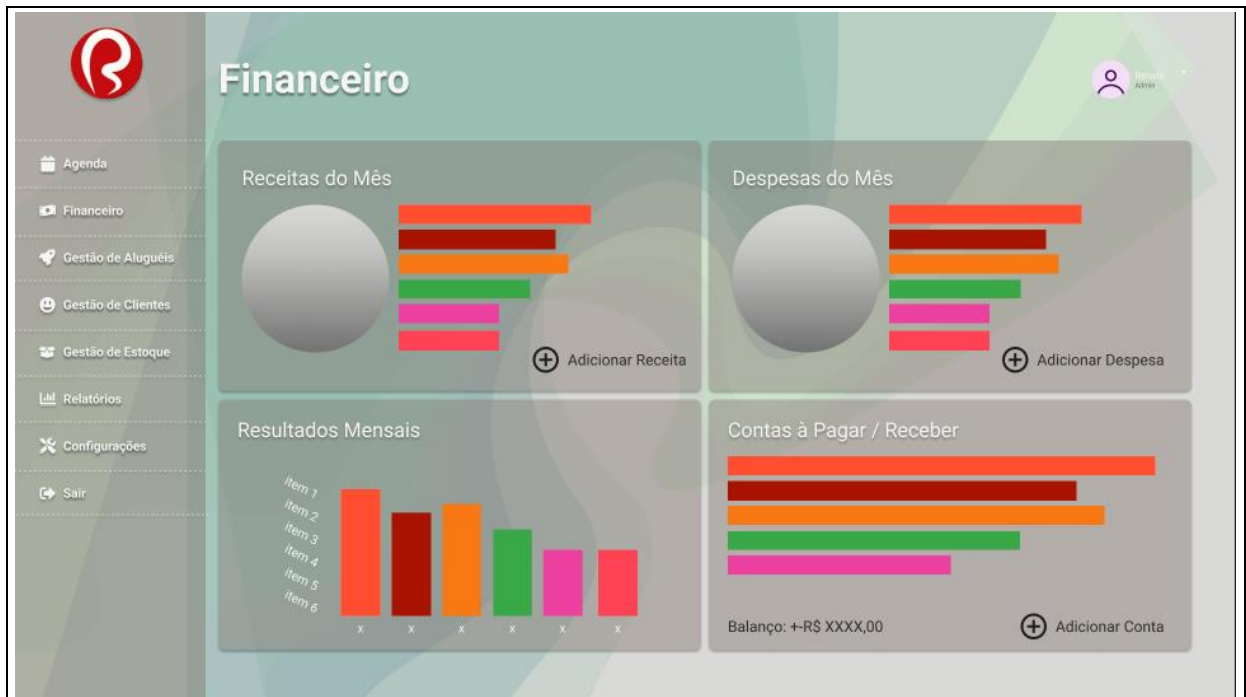 Financeiro
Renata
Admin
Agenda
Financeiro
Gestão de Aluguéis
Gestão de Clientes
Gestão de Estoque
Relatórios
Configurações
Sair
Receitas do Mês
Adicionar Receita
Despesas do Mês
Adicionar Despesa
Resultados Mensais
item 1
item 2
item 3
item 4
item 5
item 6
x x x x x x
Contas à Pagar / Receber
Balanço: +-R$ XXXX,00
Adicionar Conta